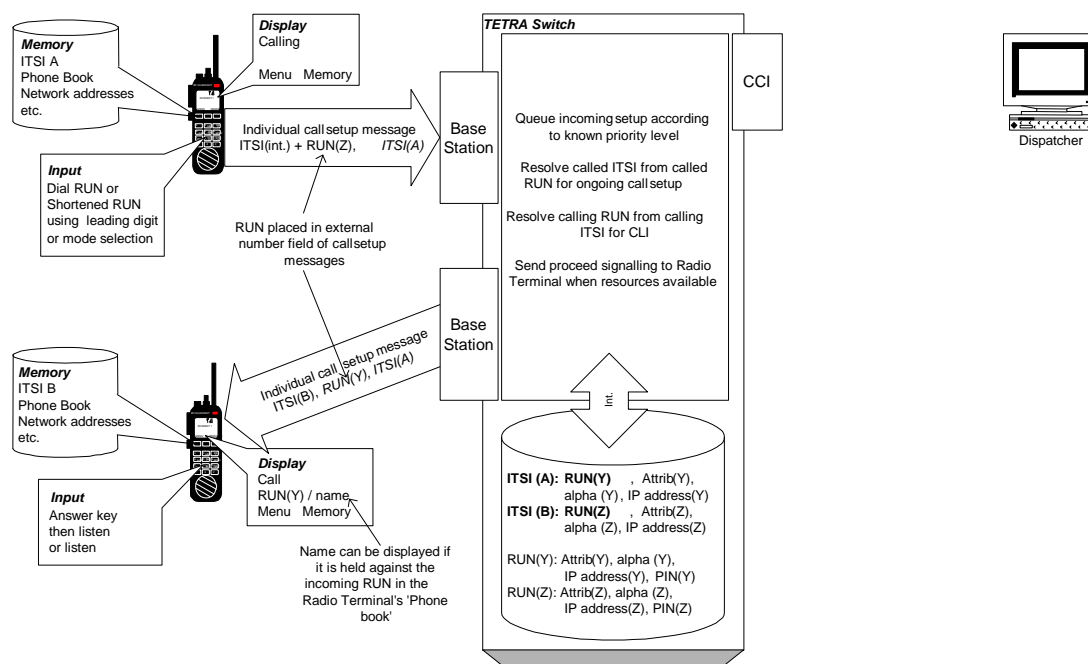 Memory
ITSI A
Phone Book
Network addresses
etc.
Display
Calling
Menu Memory
Input
Dial RUN or
Shortened RUN
using leading digit
or mode selection
Individual call setup message
ITSI(int.) + RUN(Z), ITSI(A)
RUN placed in external
number field of callsetup
messages
TETRA Switch
Base
Station
CCI
Queue incoming setup according
to known priority level
Resolve called ITSI from called
RUN for ongoing callsetup
Resolve calling RUN from calling
ITSI for CLI
Send proceed signalling to Radio
Terminal when resources available
Dispatcher
Base
Station
Individual call setup message
ITSI(B), RUN(Y), ITSI(A)
Memory
ITSI B
Phone Book
Network addresses
etc.
Input
Answer key
then listen
or listen
Display
Call
RUN(Y) / name
Menu Memory
Name can be displayed if
it is held against the
incoming RUN in the
Radio Terminal's 'Phone
book'
Int.
ITSI (A): RUN(Y) , Attrib(Y),
alpha (Y), IP address(Y)
ITSI (B): RUN(Z) , Attrib(Z),
alpha (Z), IP address(Z)
RUN(Y): Attrib(Y), alpha (Y),
IP address(Y), PIN(Y)
RUN(Z): Attrib(Z), alpha (Z),
IP address(Z), PIN(Z)